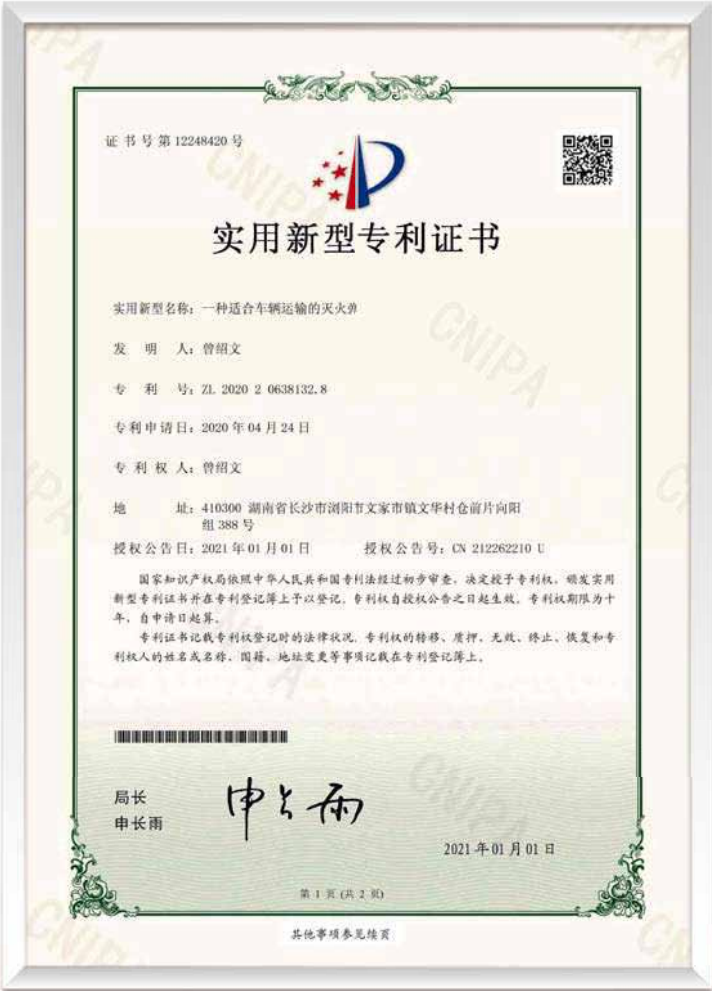 证书号第12248420号
实用新型专利证书
实用新型名称：一种适合车辆运输的灭火弹
发 明 人：曾绍文
专 利 号：ZL 2020 2 0638132.8
专利申请日：2020年04月24日
专 利 权 人：曾绍文
地 址：410300 湖南省长沙市浏阳市文家市镇文华村仓前片向阳
组388号
授权公告日：2021年01月01日 授权公告号：CN 212262210 U
国家知识产权局依照中华人民共和国专利法经过初步审查，决定授予专利权，颁发实用
新型专利证书并在专利登记簿上予以登记。专利权自授权公告之日起生效。专利权期限为十
年，自申请日起算。
专利证书记载专利权登记时的法律状况。专利权的转移、质押、无效、终止、恢复和专
利权人的姓名或名称、国籍、地址变更等事项记载在专利登记簿上。
局长
申长雨
申长雨
2021年01月01日
第 1 页 (共 2 页)
其他事项参见续页
CNIPA
CNIPA
CNIPA
CNIPA